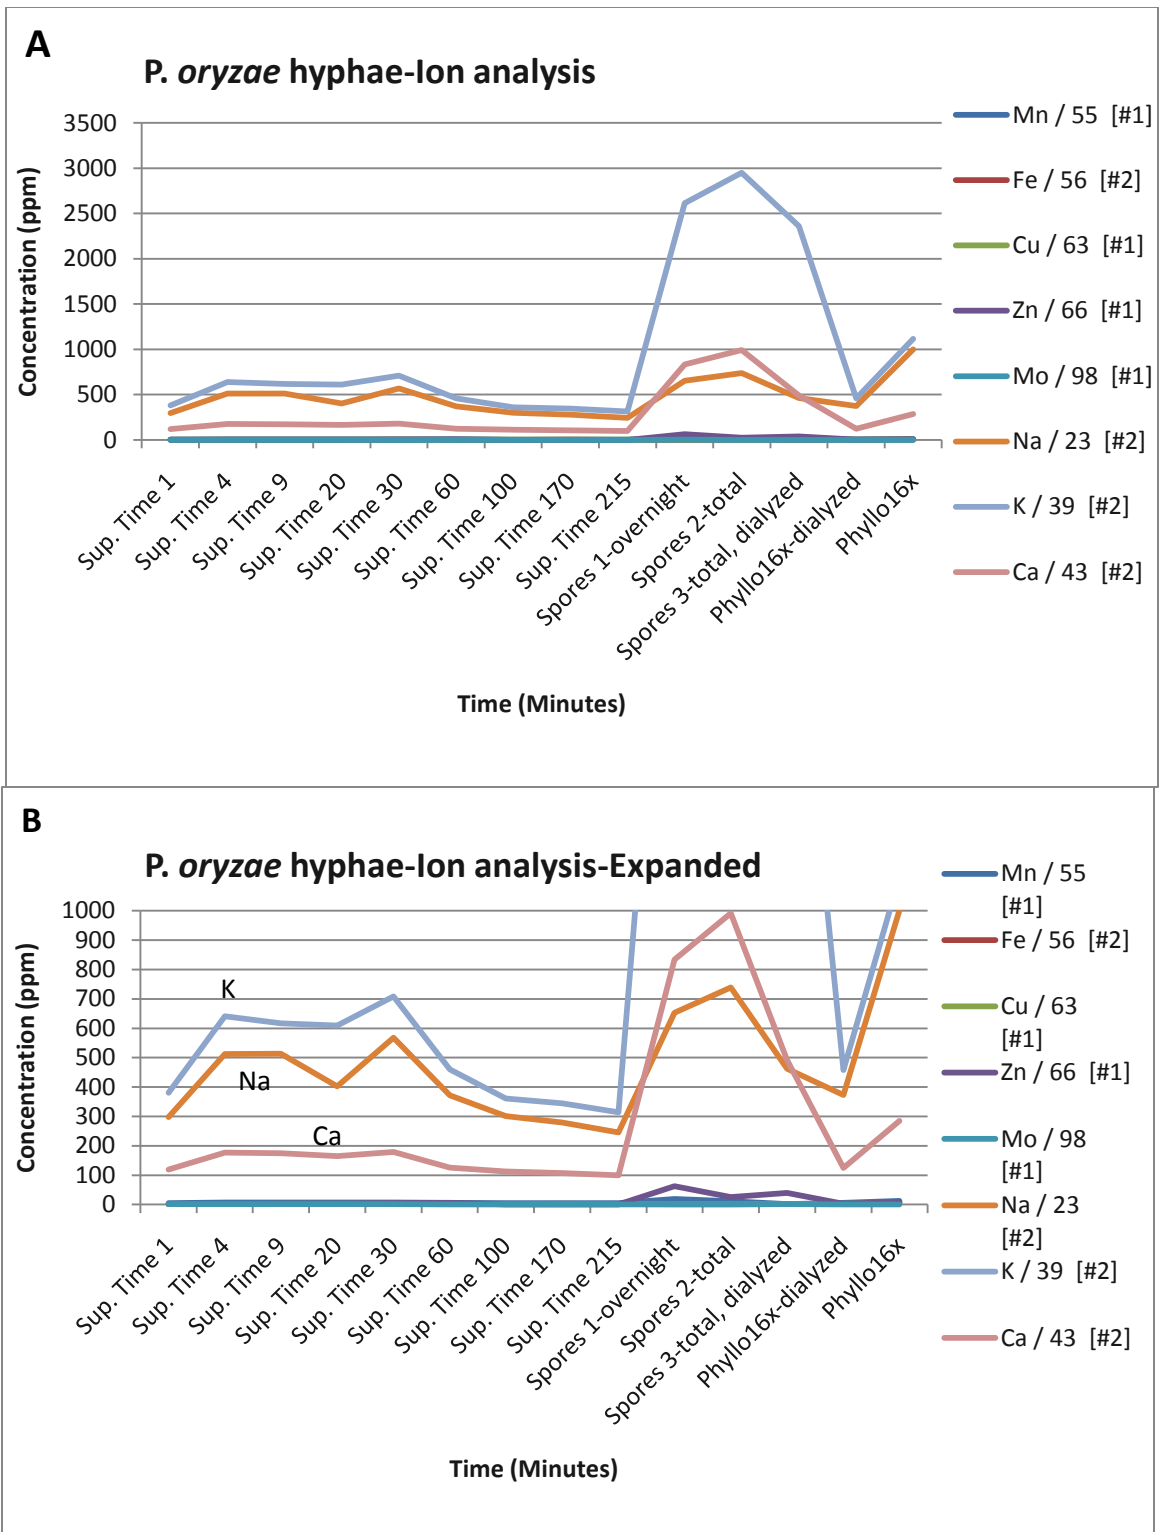 A
P. oryzae hyphae-Ion analysis
3500
3000
2500
2000
1500
1000
500
0
Concentration (ppm)
Sup. Time 1
Sup. Time 4
Sup. Time 9
Sup. Time 20
Sup. Time 30
Sup. Time 60
Sup. Time 100
Sup. Time 170
Sup. Time 215
Spores 1-overnight
Spores 2-total
Spores 3-total, dialyzed
Phyllo16x-dialyzed
Phyllo16x
Time (Minutes)
Mn / 55 [#1]
Fe / 56 [#2]
Cu / 63 [#1]
Zn / 66 [#1]
Mo / 98 [#1]
Na / 23 [#2]
K / 39 [#2]
Ca / 43 [#2]
B
P. oryzae hyphae-Ion analysis-Expanded
1000
900
800
700
600
500
400
300
200
100
0
Concentration (ppm)
K
Na
Ca
Sup. Time 1
Sup. Time 4
Sup. Time 9
Sup. Time 20
Sup. Time 30
Sup. Time 60
Sup. Time 100
Sup. Time 170
Sup. Time 215
Spores 1-overnight
Spores 2-total
Spores 3-total, dialyzed
Phyllo16x-dialyzed
Phyllo16x
Time (Minutes)
Mn / 55
[#1]
Fe / 56 [#2]
Cu / 63
[#1]
Zn / 66 [#1]
Mo / 98
[#1]
Na / 23
[#2]
K / 39 [#2]
Ca / 43 [#2]